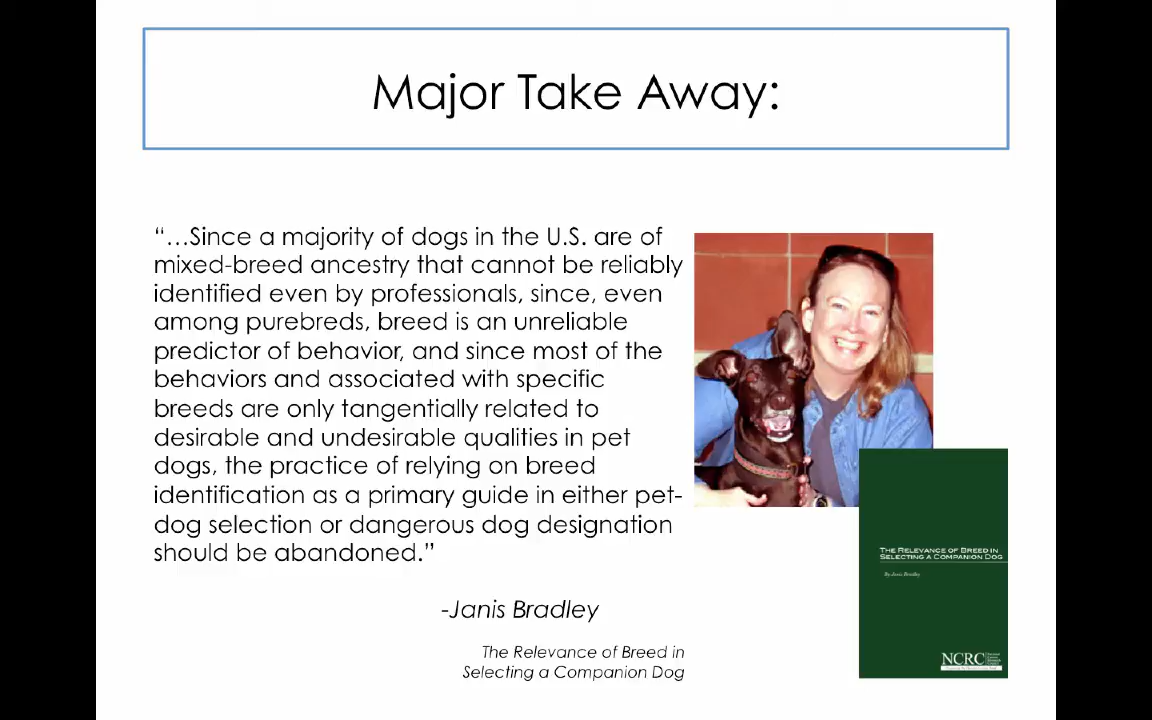 Major Take Away:
“…Since a majority of dogs in the U.S. are of
mixed-breed ancestry that cannot be reliably
identified even by professionals, since, even
among purebreds, breed is an unreliable
predictor of behavior, and since most of the
behaviors and associated with specific
breeds are only tangentially related to
desirable and undesirable qualities in pet
dogs, the practice of relying on breed
identification as a primary guide in either pet-
dog selection or dangerous dog designation
should be abandoned.”
-Janis Bradley
The Relevance of Breed in
Selecting a Companion Dog
The Relevance of Breed in
Selecting a Companion Dog
By Janis Bradley
NCRC